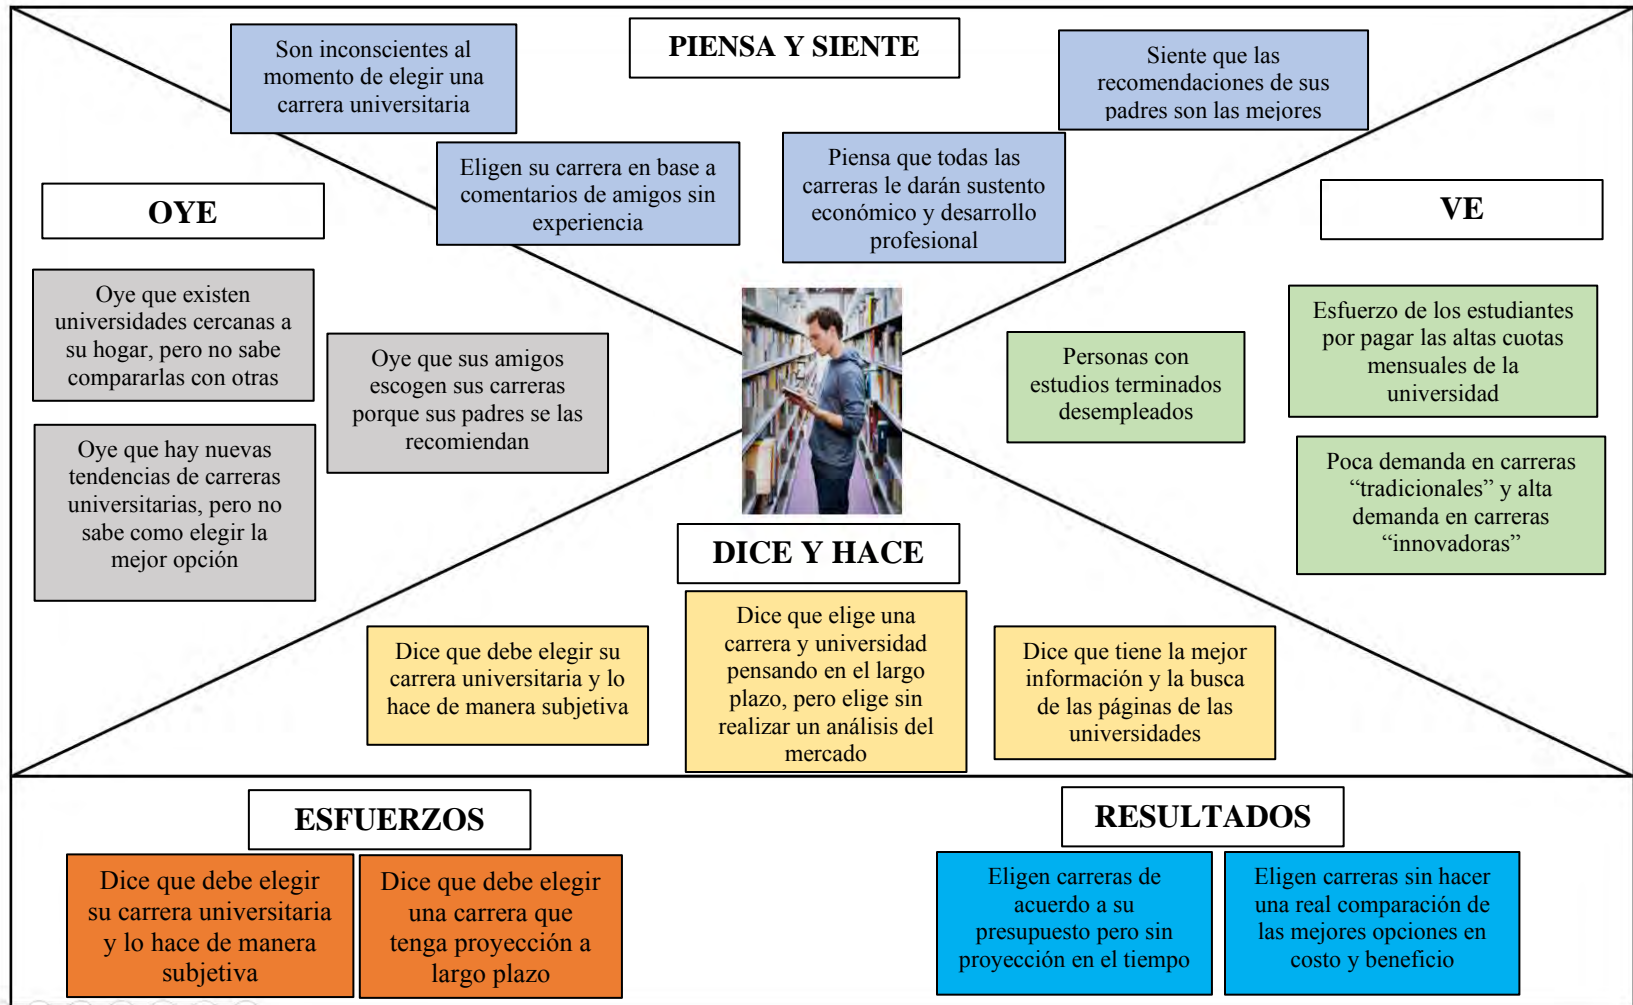 PIENSA Y SIENTE
Son inconscientes al
momento de elegir una
carrera universitaria
Eligen su carrera en base a
comentarios de amigos sin
experiencia
Piensa que todas las
carreras le darán sustento
económico y desarrollo
profesional
Siente que las
recomendaciones de sus
padres son las mejores
OYE
Oye que existen
universidades cercanas a
su hogar, pero no sabe
compararlas con otras
Oye que sus amigos
escogen sus carreras
porque sus padres se las
recomiendan
Oye que hay nuevas
tendencias de carreras
universitarias, pero no
sabe como elegir la
mejor opción
VE
Personas con
estudios terminados
desempleados
Esfuerzo de los estudiantes
por pagar las altas cuotas
mensuales de la
universidad
Poca demanda en carreras
“tradicionales” y alta
demanda en carreras
“innovadoras”
DICE Y HACE
Dice que debe elegir su
carrera universitaria y lo
hace de manera subjetiva
Dice que elige una
carrera y universidad
pensando en el largo
plazo, pero elige sin
realizar un análisis del
mercado
Dice que tiene la mejor
información y la busca
de las páginas de las
universidades
ESFUERZOS
Dice que debe elegir
su carrera universitaria
y lo hace de manera
subjetiva
Dice que debe elegir
una carrera que
tenga proyección a
largo plazo
RESULTADOS
Eligen carreras de
acuerdo a su
presupuesto pero sin
proyección en el tiempo
Eligen carreras sin hacer
una real comparación de
las mejores opciones en
costo y beneficio